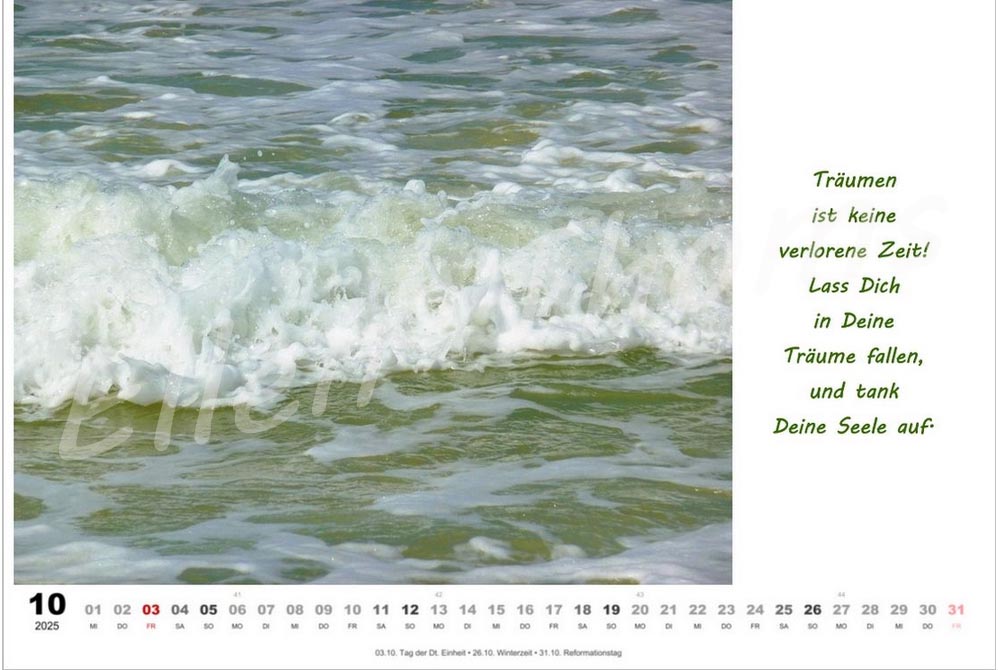 Träumen
ist keine
verlorene Zeit!
Lass Dich
in Deine
Träume fallen,
und tank
Deine Seele auf.
Ellen
41 42 43 44
10 01 02 03 04 05 06 07 08 09 10 11 12 13 14 15 16 17 18 19 20 21 22 23 24 25 26 27 28 29 30 31
2025 MI DO FR SA SO MO DI MI DO FR SA SO MO DI MI DO FR SA SO MO DI MI DO FR SA SO MO DI MI DO FR
03.10. Tag der Dt. Einheit • 26.10. Winterzeit • 31.10. Reformationstag